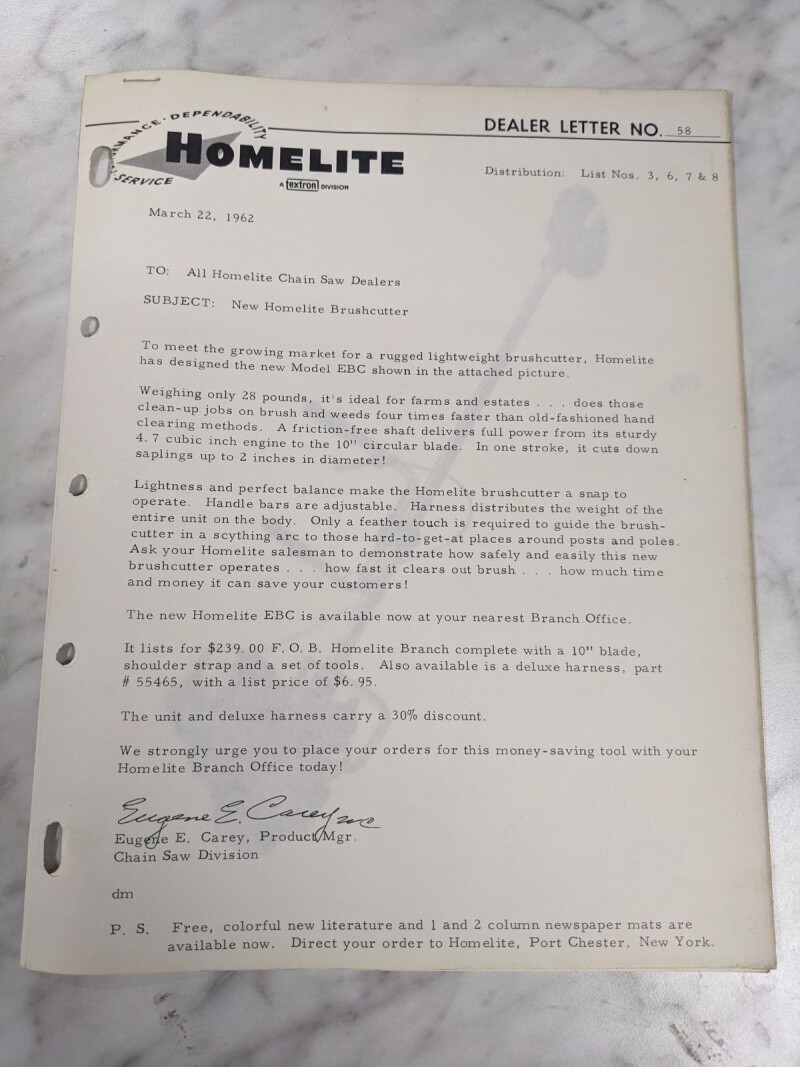 DEPENDABILITY
SERVICE
HOMELITE
A textron DIVISION
DEALER LETTER NO. 58
Distribution: List Nos. 3, 6, 7 & 8
March 22, 1962
TO: All Homelite Chain Saw Dealers
SUBJECT: New Homelite Brushcutter
To meet the growing market for a rugged lightweight brushcutter, Homelite
has designed the new Model EBC shown in the attached picture.
Weighing only 28 pounds, it's ideal for farms and estates . . . does those
clean-up jobs on brush and weeds four times faster than old-fashioned hand
clearing methods. A friction-free shaft delivers full power from its sturdy
4.7 cubic inch engine to the 10" circular blade. In one stroke, it cuts down
saplings up to 2 inches in diameter!
Lightness and perfect balance make the Homelite brushcutter a snap to
operate. Handle bars are adjustable. Harness distributes the weight of the
entire unit on the body. Only a feather touch is required to guide the brush-
cutter in a scything arc to those hard-to-get-at places around posts and poles.
Ask your Homelite salesman to demonstrate how safely and easily this new
brushcutter operates . . . how fast it clears out brush . . . how much time
and money it can save your customers!
The new Homelite EBC is available now at your nearest Branch Office.
It lists for $239.00 F.O.B. Homelite Branch complete with a 10" blade,
shoulder strap and a set of tools. Also available is a deluxe harness, part
# 55465, with a list price of $6.95.
The unit and deluxe harness carry a 30% discount.
We strongly urge you to place your orders for this money-saving tool with your
Homelite Branch Office today!
Eugene E. Carey
Eugene E. Carey, Product Mgr.
Chain Saw Division
dm
P. S. Free, colorful new literature and 1 and 2 column newspaper mats are
available now. Direct your order to Homelite, Port Chester, New York.